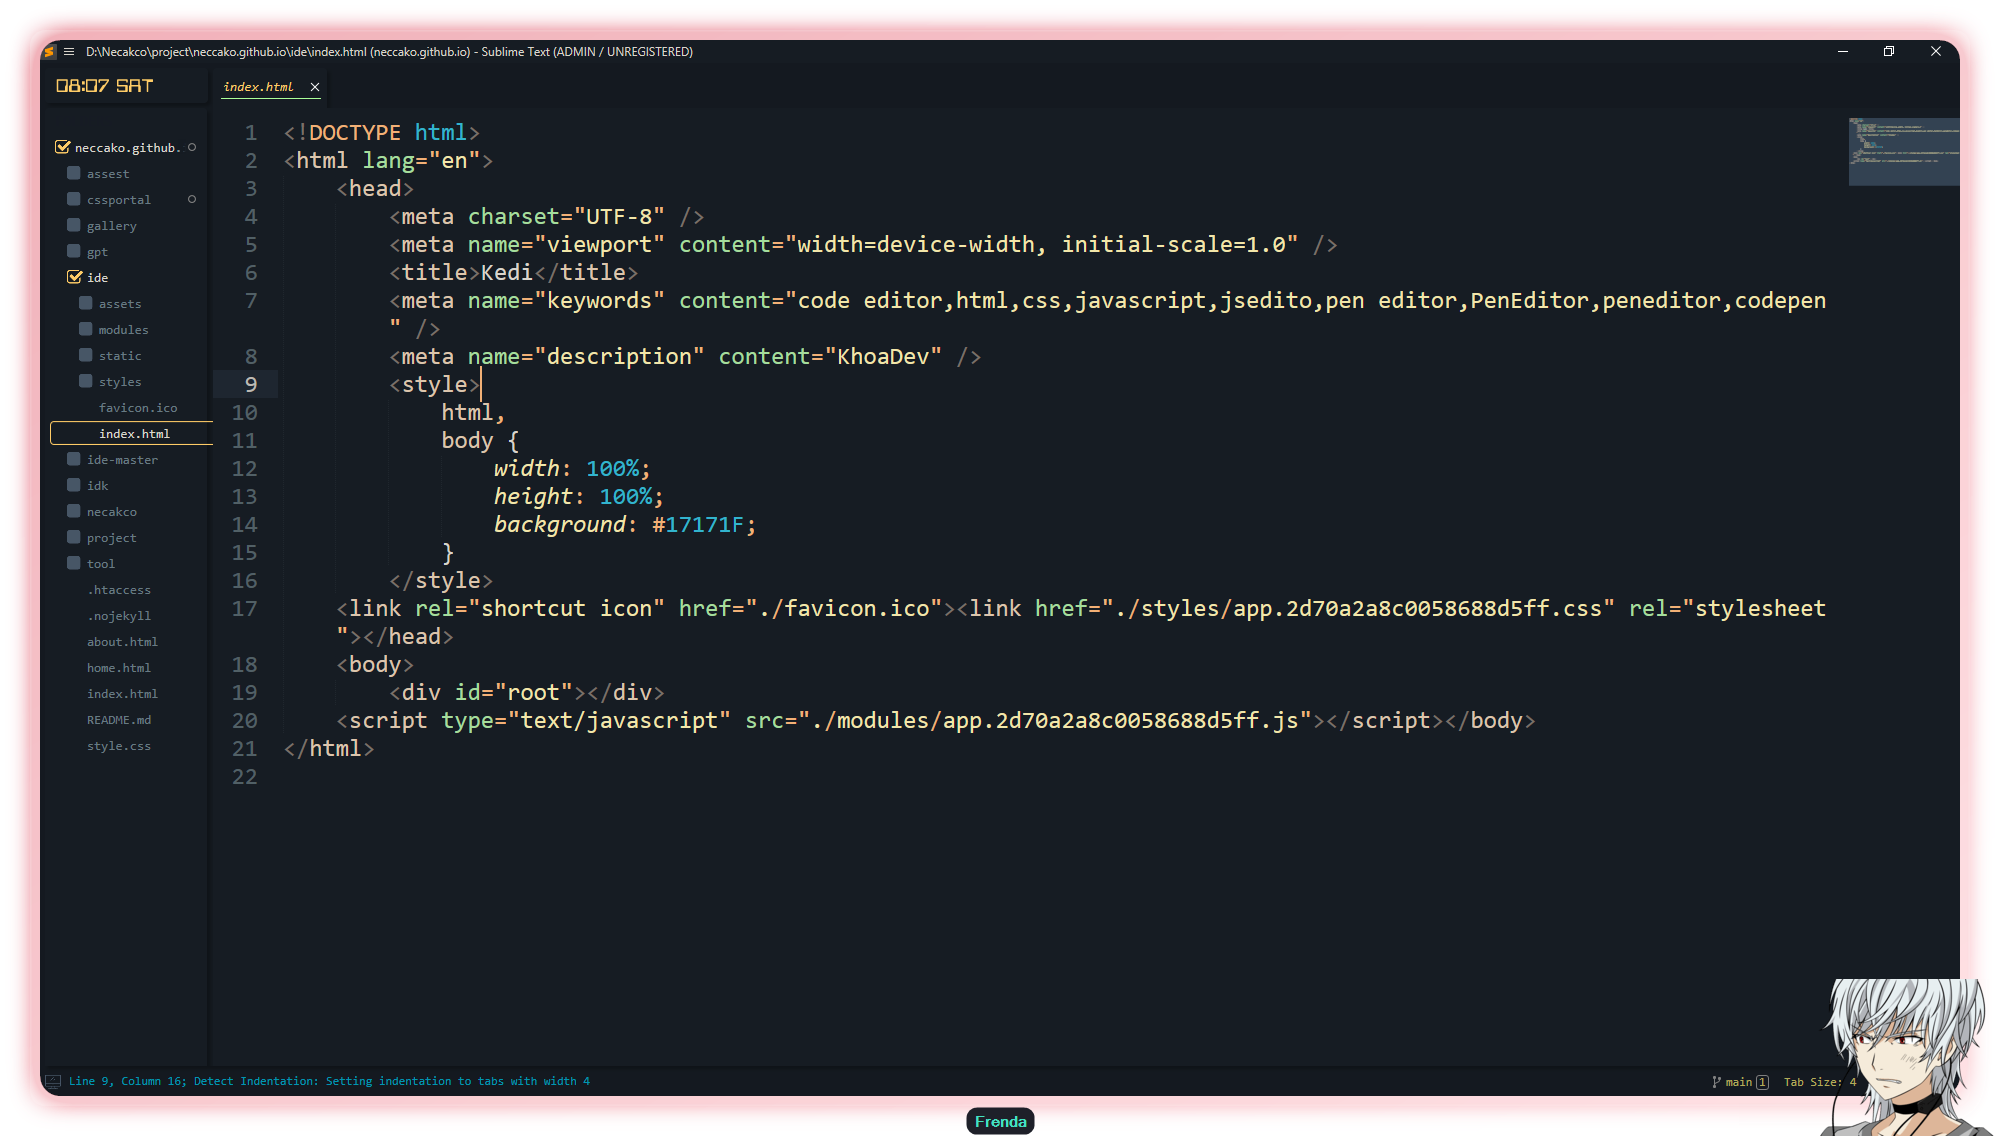 D:\Necakco\project\neccako.github.io\ide\index.html (neccako.github.io) - Sublime Text (ADMIN / UNREGISTERED)
08:07 SAT
index.html
neccako.github.
assest
cssportal
gallery
gpt
ide
assets
modules
static
styles
favicon.ico
index.html
ide-master
idk
necakco
project
tool
.htaccess
.nojekyll
about.html
home.html
index.html
README.md
style.css
1 <!DOCTYPE html>
2 <html lang="en">
3 <head>
4 <meta charset="UTF-8" />
5 <meta name="viewport" content="width=device-width, initial-scale=1.0" />
6 <title>Kedi</title>
7 <meta name="keywords" content="code editor,html,css,javascript,jsedito,pen editor,PenEditor,peneditor,codepen
" />
8 <meta name="description" content="KhoaDev" />
9 <style>
10 html,
11 body {
12 width: 100%;
13 height: 100%;
14 background: #17171F;
15 }
16 </style>
17 <link rel="shortcut icon" href="./favicon.ico"><link href="./styles/app.2d70a2a8c0058688d5ff.css" rel="stylesheet
"></head>
18 <body>
19 <div id="root"></div>
20 <script type="text/javascript" src="./modules/app.2d70a2a8c0058688d5ff.js"></script></body>
21 </html>
22
Line 9, Column 16; Detect Indentation: Setting indentation to tabs with width 4
main 1
Tab Size: 4
Frenda